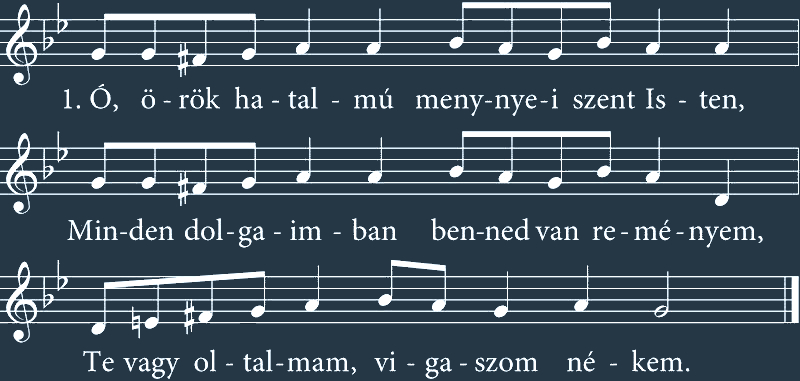 1. Ó, ö - rök ha - tal - mú meny-nye-i szent Is - ten,
Min-den dol-ga - im - ban ben-ned van re-mé-nyem,
Te vagy ol - tal-mam, vi - ga - szom né - kem.